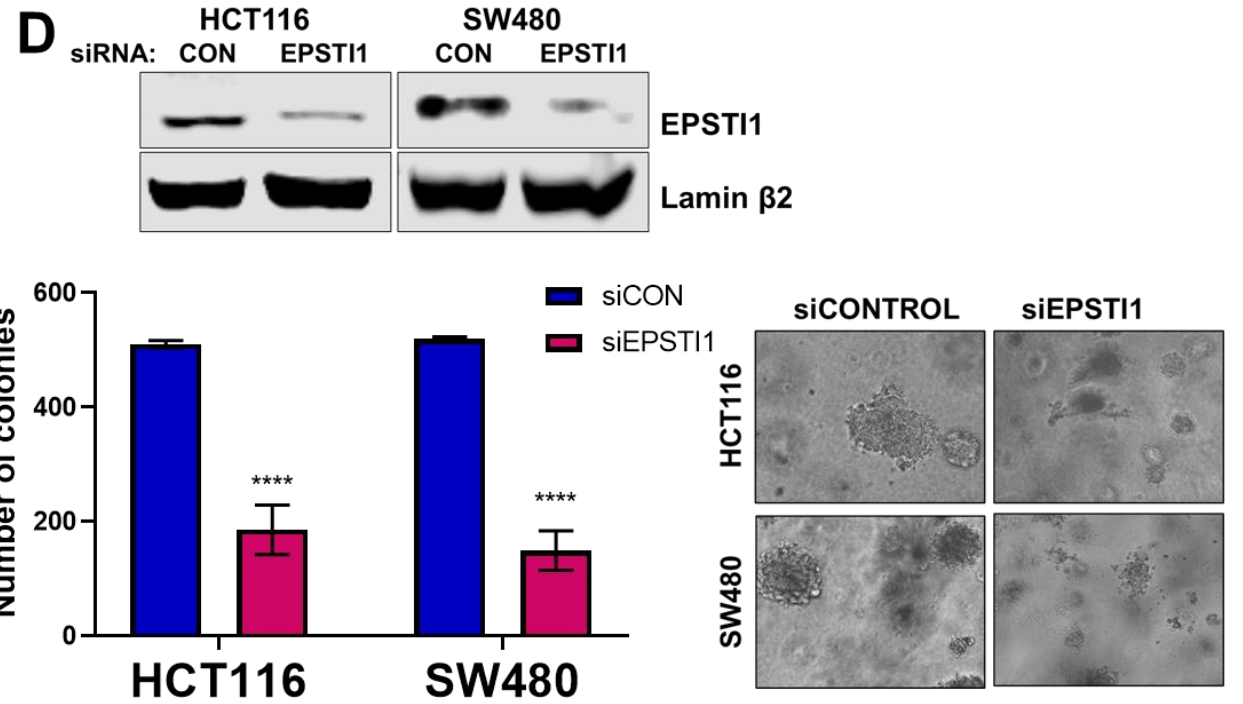 D
HCT116 SW480
siRNA: CON EPSTI1 CON EPSTI1
EPSTI1
Lamin β2
Number of colonies
600
400
200
0
siCON
siEPSTI1
****
****
HCT116 SW480
siCONTROL siEPSTI1
HCT116
SW480